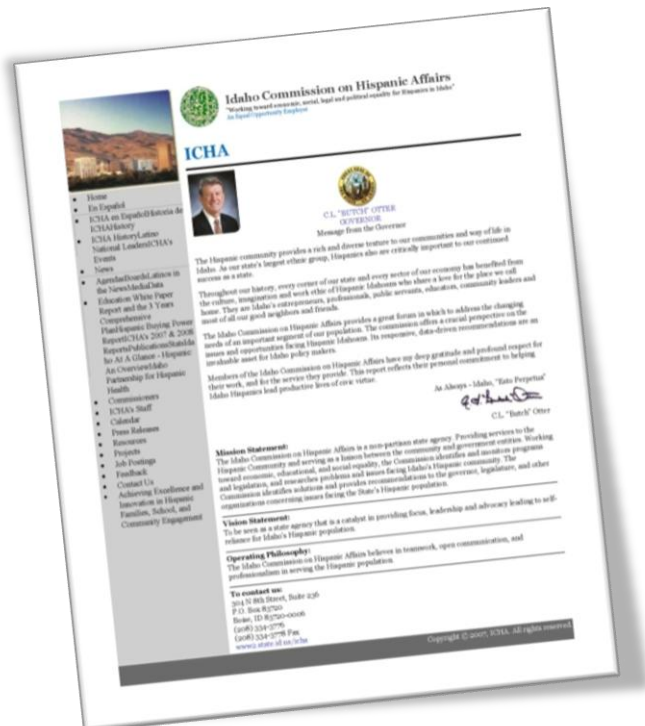 Idaho Commission on Hispanic Affairs
"Working toward economic, social, legal and political equality for Hispanics in Idaho"
An Equal Opportunity Employer
ICHA
C.L. "BUTCH" OTTER
GOVERNOR
Message from the Governor
The Hispanic community provides a rich and diverse texture to our communities and way of life in
Idaho. As our state's largest ethnic group, Hispanics also are critically important to our continued
success as a state.
Throughout our history, every corner of our state and every sector of our economy has benefited from
the culture, imagination and work ethic of Hispanic Idahoans who share a love for the place we call
home. They are Idaho's entrepreneurs, professionals, public servants, educators, community leaders and
most of all our good neighbors and friends.
The Idaho Commission on Hispanic Affairs provides a great forum in which to address the changing
needs of an important segment of our population. The commission offers a crucial perspective on the
issues and opportunities facing Hispanic Idahoans. Its responsive, data-driven recommendations are an
invaluable asset for Idaho policy makers.
Members of the Idaho Commission on Hispanic Affairs have my deep gratitude and profound respect for
their work, and for the service they provide. This report reflects their personal commitment to helping
Idaho Hispanics lead productive lives of civic virtue.
As Always - Idaho, "Esto Perpetua"
C.L. "Butch" Otter
Home
En Español
ICHA en EspañolHistoria de
ICHAHistory
ICHA HistoryLatino
National LeadersICHA's
Events
News
AgendasBoardsLatinos in
the NewsMediaData
Education White Paper
Report and the 3 Years
Comprehensive
PlanHispanic Buying Power
ReportICHA's 2007 & 2008
ReportsPublicationsStateIda
ho At A Glance - Hispanic
An OverviewIdaho
Partnership for Hispanic
Health
Commissioners
ICHA's Staff
Calendar
Press Releases
Resources
Projects
Job Postings
Feedback
Contact Us
Achieving Excellence and
Innovation in Hispanic
Families, School, and
Community Engagement
Mission Statement:
The Idaho Commission on Hispanic Affairs is a non-partisan state agency. Providing services to the
Hispanic Community and serving as a liaison between the community and government entities. Working
toward economic, educational, and social equality, the Commission identifies and monitors programs
and legislation, and researches problems and issues facing Idaho's Hispanic community. The
Commission identifies solutions and provides recommendations to the governor, legislature, and other
organizations concerning issues facing the State's Hispanic population.
Vision Statement:
To be seen as a state agency that is a catalyst in providing focus, leadership and advocacy leading to self-
reliance for Idaho's Hispanic population.
Operating Philosophy:
The Idaho Commission on Hispanic Affairs believes in teamwork, open communication, and
professionalism in serving the Hispanic population.
To contact us:
304 N 8th Street, Suite 236
P.O. Box 83720
Boise, ID 83720-0006
(208) 334-3776
(208) 334-3778 Fax
www2.state.id.us/icha
Copyright © 2007, ICHA. All rights reserved.